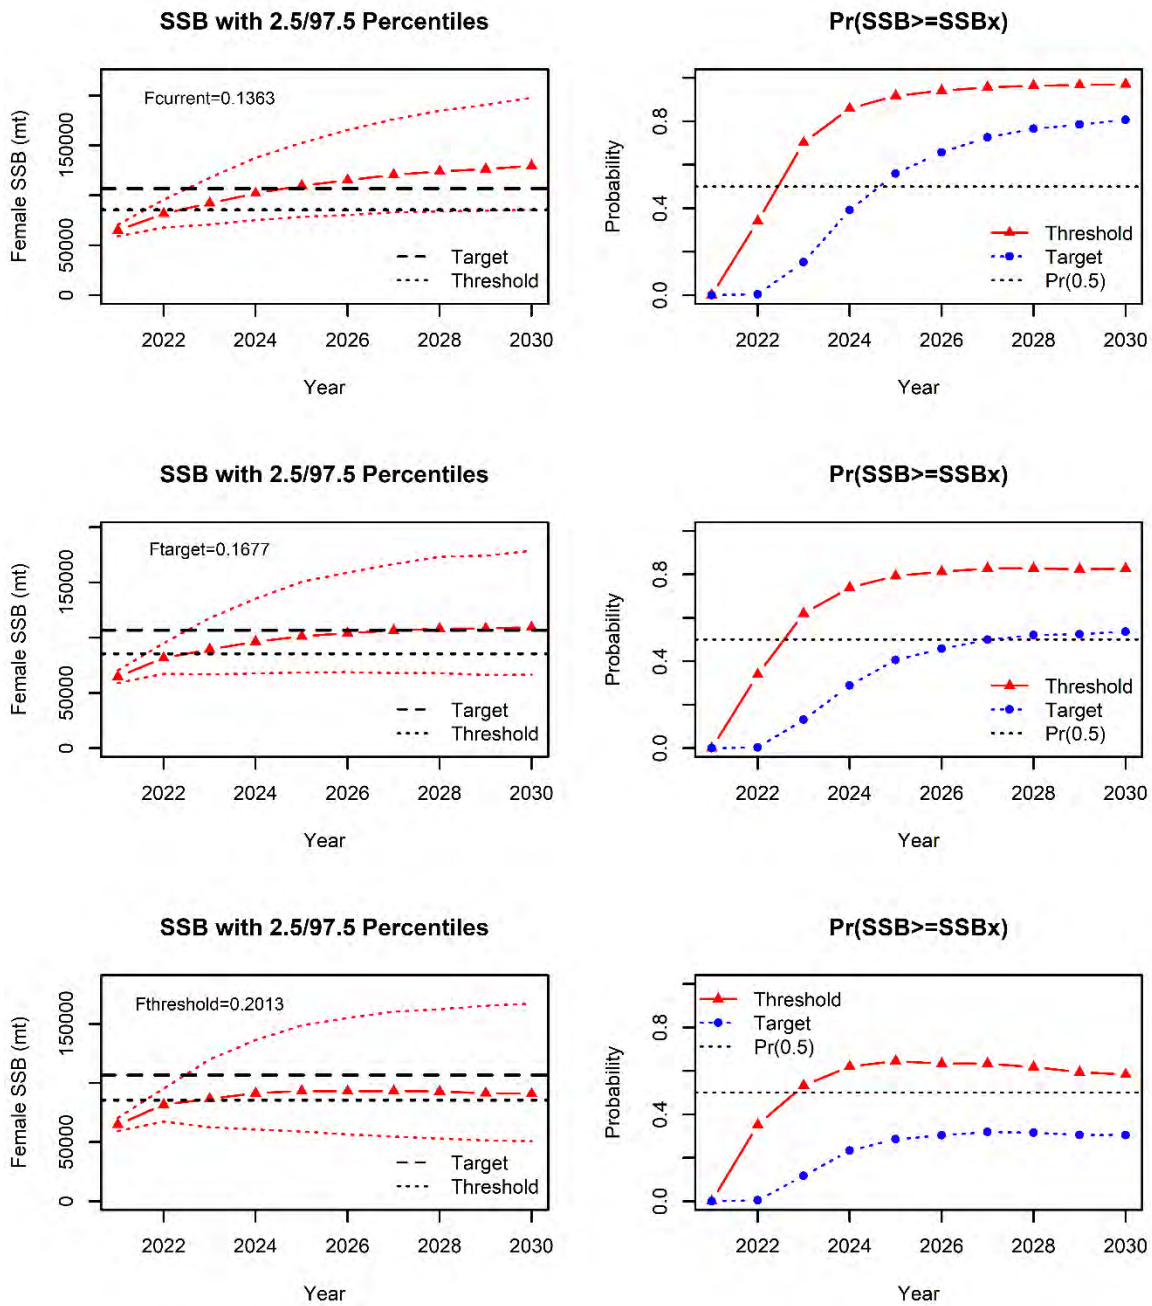 SSB with 2.5/97.5 Percentiles
Female SSB (mt)
150000
50000
0
Fcurrent=0.1363
Target
Threshold
2022 2024 2026 2028 2030
Year
Pr(SSB>=SSBx)
Probability
0.8
0.4
0.0
Threshold
Target
Pr(0.5)
2022 2024 2026 2028 2030
Year
SSB with 2.5/97.5 Percentiles
Female SSB (mt)
150000
50000
0
Ftarget=0.1677
Target
Threshold
2022 2024 2026 2028 2030
Year
Pr(SSB>=SSBx)
Probability
0.8
0.4
0.0
Threshold
Target
Pr(0.5)
2022 2024 2026 2028 2030
Year
SSB with 2.5/97.5 Percentiles
Female SSB (mt)
150000
50000
0
Fthreshold=0.2013
Target
Threshold
2022 2024 2026 2028 2030
Year
Pr(SSB>=SSBx)
Probability
0.8
0.4
0.0
Threshold
Target
Pr(0.5)
2022 2024 2026 2028 2030
Year